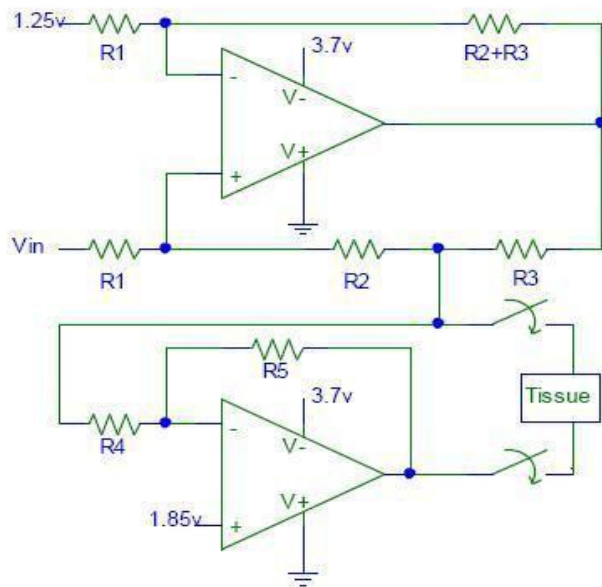 1.25v
R1
R2+R3
3.7v
-
V-
V+
+
Vin
R1
R2
R3
R5
3.7v
Tissue
R4
-
V-
V+
1.85v
+